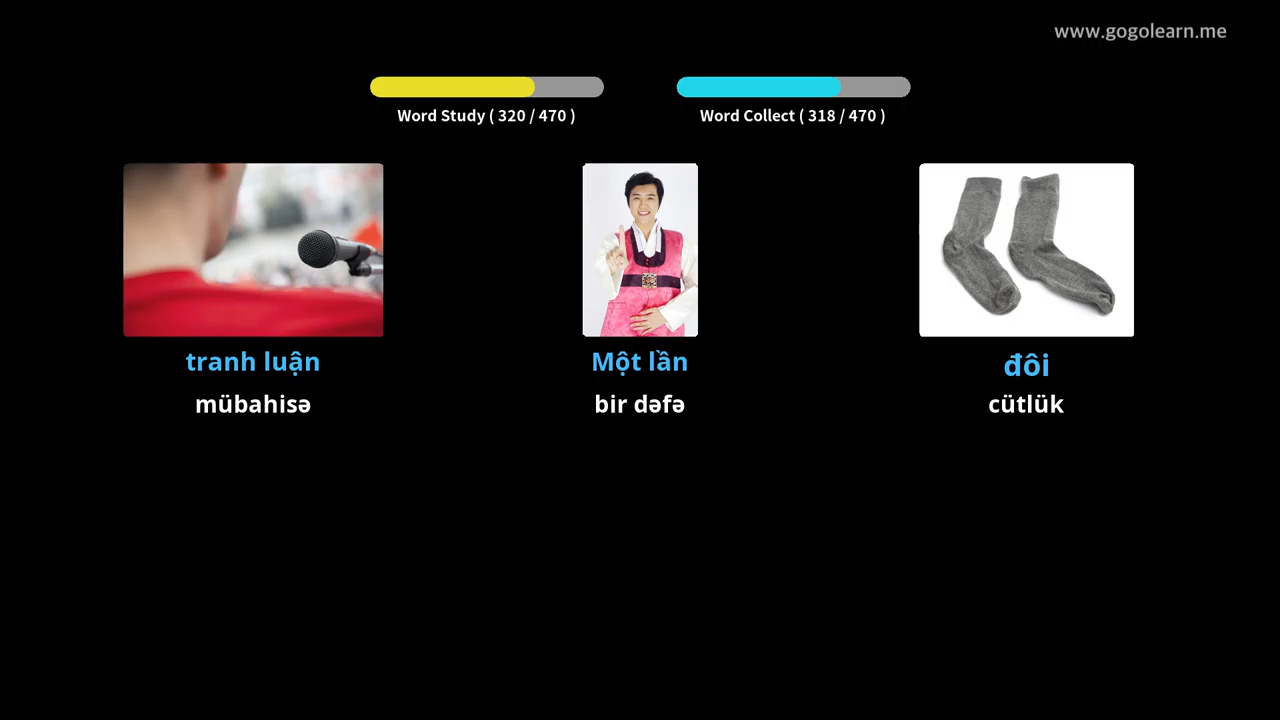 www.gogolearn.me
Word Study ( 320 / 470 )
Word Collect ( 318 / 470 )
tranh luận
Một lần
đôi
mübahisə
bir dəfə
cütlük